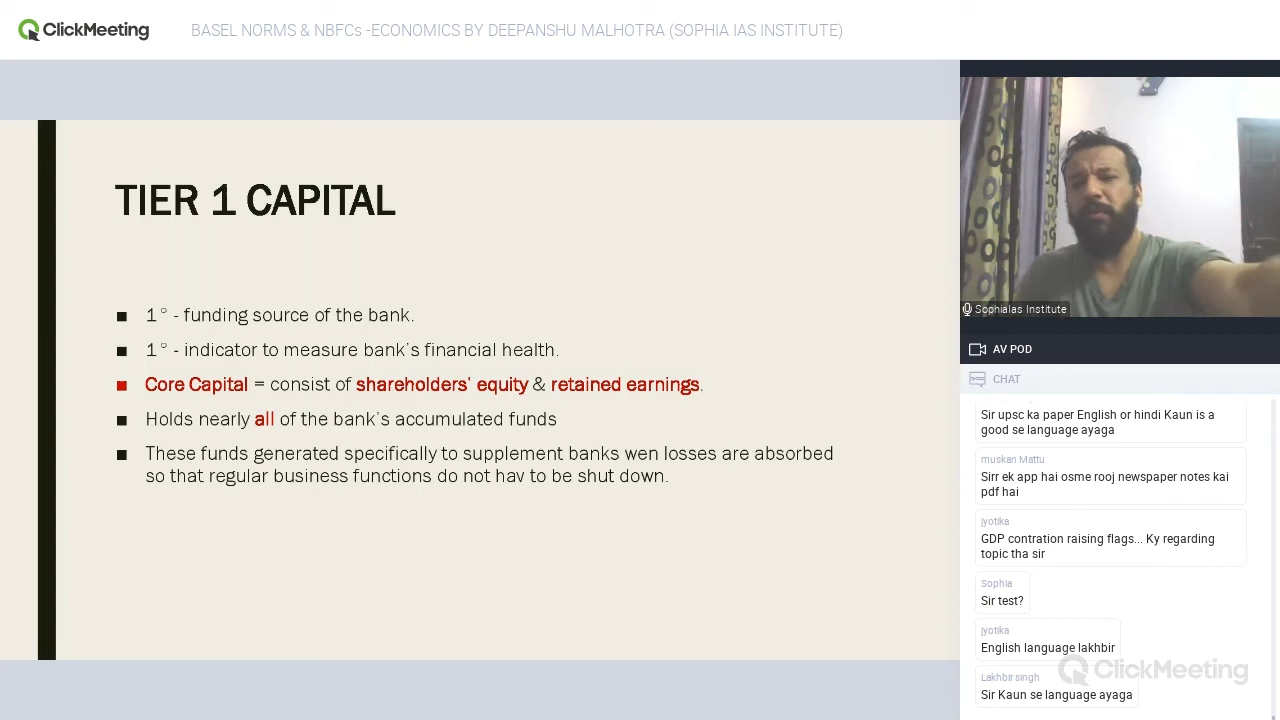 ClickMeeting
BASEL NORMS & NBFCs -ECONOMICS BY DEEPANSHU MALHOTRA (SOPHIA IAS INSTITUTE)
TIER 1 CAPITAL
■ 1° - funding source of the bank.
■ 1° - indicator to measure bank's financial health.
■ Core Capital = consist of shareholders' equity & retained earnings.
■ Holds nearly all of the bank's accumulated funds
■ These funds generated specifically to supplement banks wen losses are absorbed
so that regular business functions do not hav to be shut down.
SophiaIas Institute
AV POD
CHAT
Sir upsc ka paper English or hindi Kaun is a
good se language ayaga
muskan Mattu
Sirr ek app hai osme rooj newspaper notes kai
pdf hai
jyotika
GDP contration raising flags... Ky regarding
topic tha sir
Sophia
Sir test?
jyotika
English language lakhbir
Lakhbir singh
Sir Kaun se language ayaga
ClickMeeting